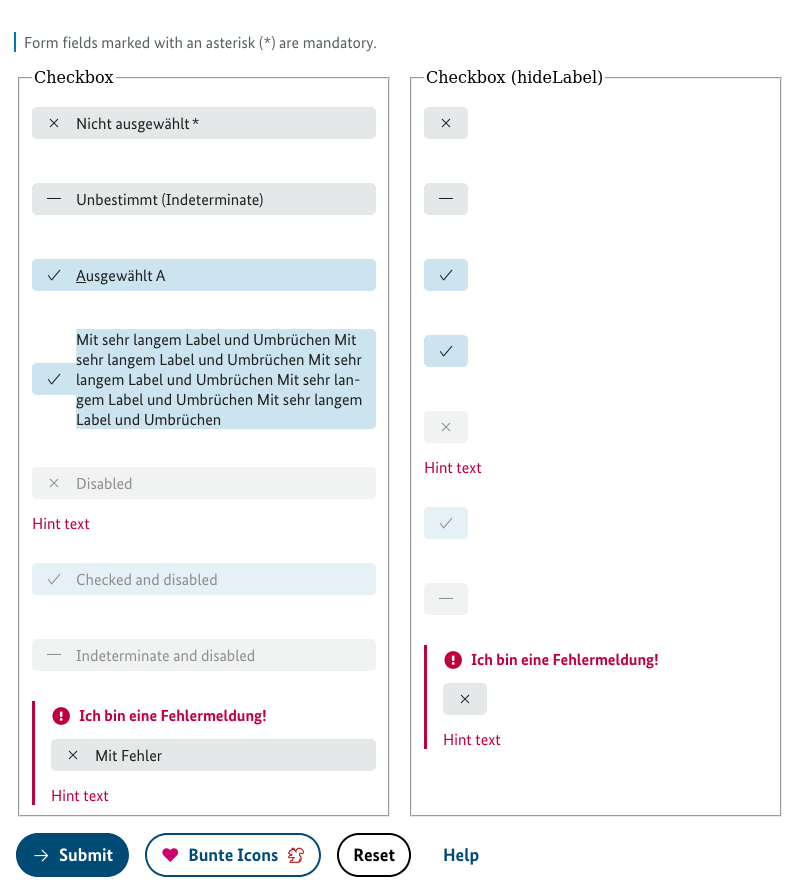 Form fields marked with an asterisk (*) are mandatory.
Checkbox
Nicht ausgewählt *
Unbestimmt (Indeterminate)
Ausgewählt A
Mit sehr langem Label und Umbrüchen Mit
sehr langem Label und Umbrüchen Mit sehr
langem Label und Umbrüchen Mit sehr lan-
gem Label und Umbrüchen Mit sehr langem
Label und Umbrüchen
Disabled
Hint text
Checked and disabled
Indeterminate and disabled
Ich bin eine Fehlermeldung!
Mit Fehler
Hint text
Checkbox (hideLabel)
Hint text
Ich bin eine Fehlermeldung!
Hint text
Submit
Bunte Icons
Reset
Help